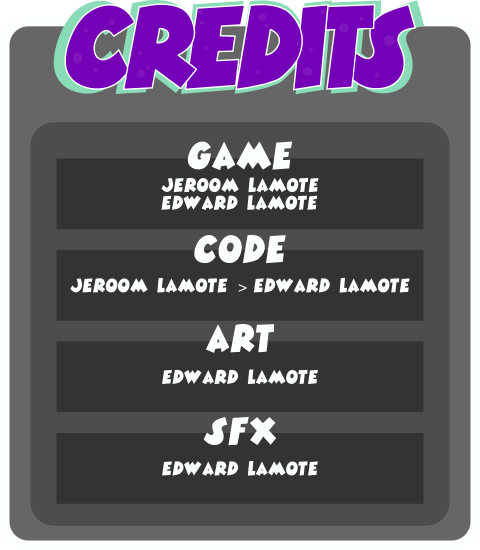 CREDITS
GAME
JEROOM LAMOTE
EDWARD LAMOTE
CODE
JEROOM LAMOTE > EDWARD LAMOTE
ART
EDWARD LAMOTE
SFX
EDWARD LAMOTE